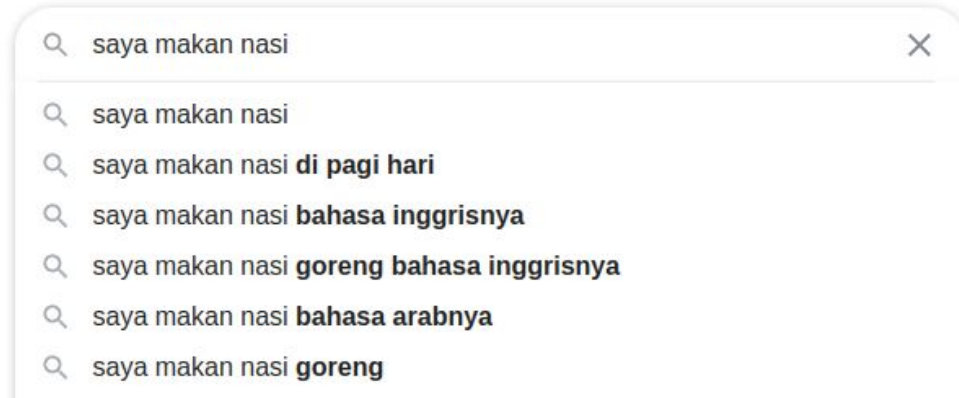 saya makan nasi
saya makan nasi
saya makan nasi di pagi hari
saya makan nasi bahasa inggrisnya
saya makan nasi goreng bahasa inggrisnya
saya makan nasi bahasa arabnya
saya makan nasi goreng